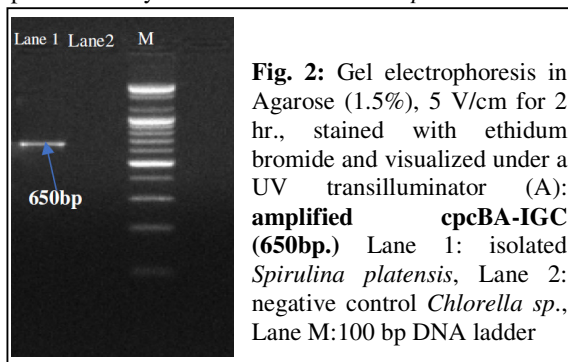 Lane 1 Lane2 M
650bp
Fig. 2: Gel electrophoresis in
Agarose (1.5%), 5 V/cm for 2
hr., stained with ethidum
bromide and visualized under a
UV transilluminator (A):
amplified cpcBA-IGC
(650bp.) Lane 1: isolated
Spirulina platensis, Lane 2:
negative control Chlorella sp.,
Lane M:100 bp DNA ladder